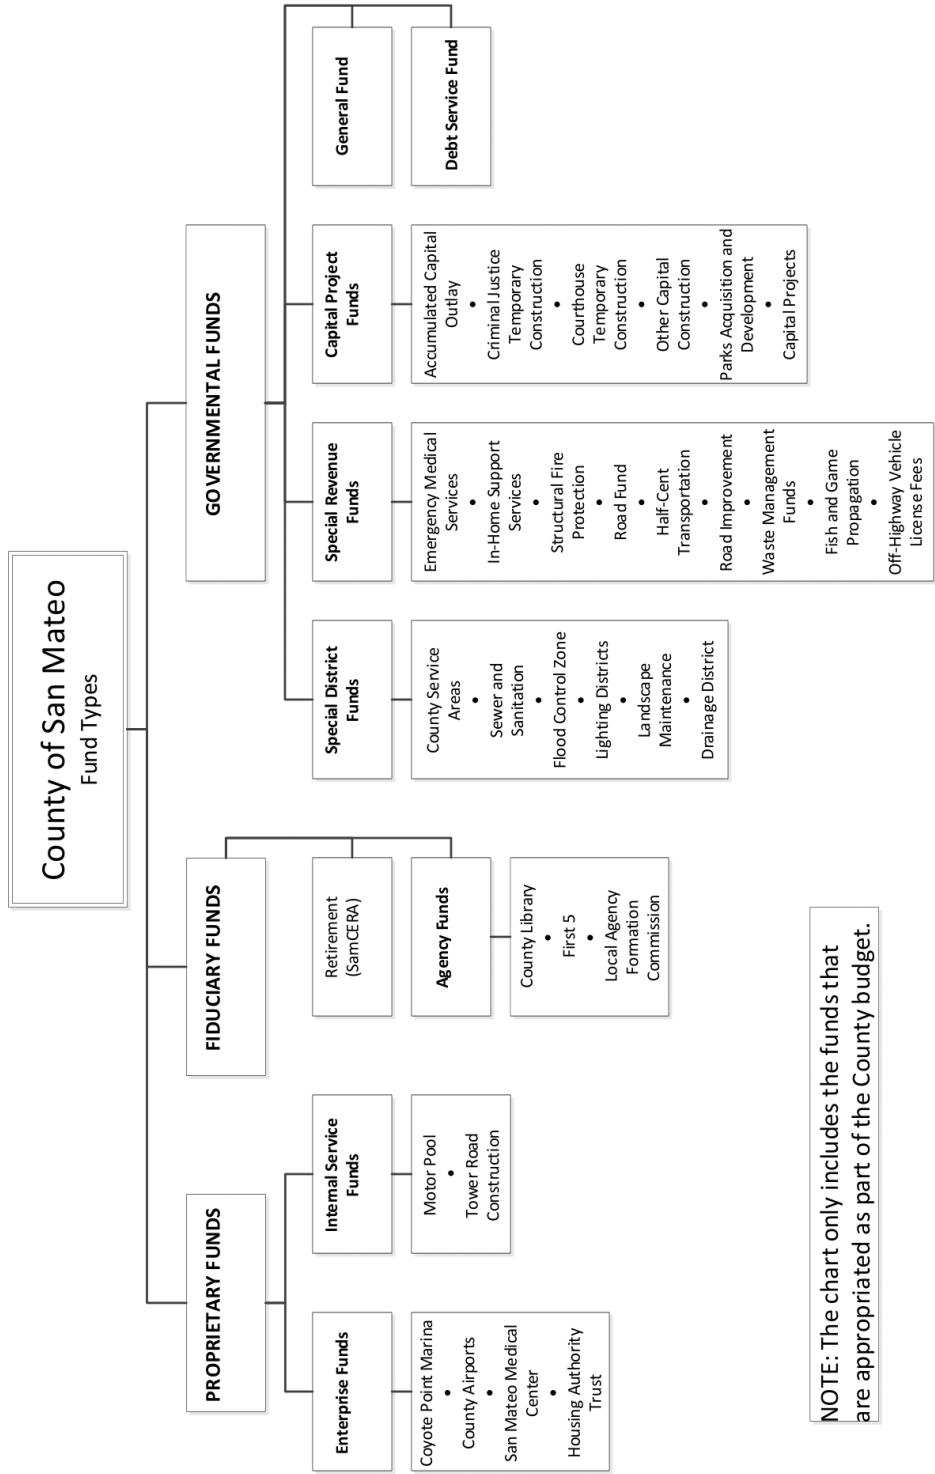 County of San Mateo
Fund Types
PROPRIETARY FUNDS
Enterprise Funds
Coyote Point Marina
•
County Airports
•
San Mateo Medical
Center
•
Housing Authority
Trust
Internal Service
Funds
Motor Pool
•
Tower Road
Construction
FIDUCIARY FUNDS
Retirement
(SamCERA)
Agency Funds
County Library
•
First 5
•
Local Agency
Formation
Commission
GOVERNMENTAL FUNDS
Special District
Funds
County Service
Areas
•
Sewer and
Sanitation
•
Flood Control Zone
•
Lighting Districts
•
Landscape
Maintenance
•
Drainage District
Special Revenue
Funds
Emergency Medical
Services
•
In-Home Support
Services
•
Structural Fire
Protection
•
Road Fund
•
Half-Cent
Transportation
•
Road Improvement
•
Waste Management
Funds
•
Fish and Game
Propagation
•
Off-Highway Vehicle
License Fees
Capital Project
Funds
Accumulated Capital
Outlay
•
Criminal Justice
Temporary
Construction
•
Courthouse
Temporary
Construction
•
Other Capital
Construction
•
Parks Acquisition and
Development
•
Capital Projects
General Fund
Debt Service Fund
NOTE: The chart only includes the funds that
are appropriated as part of the County budget.